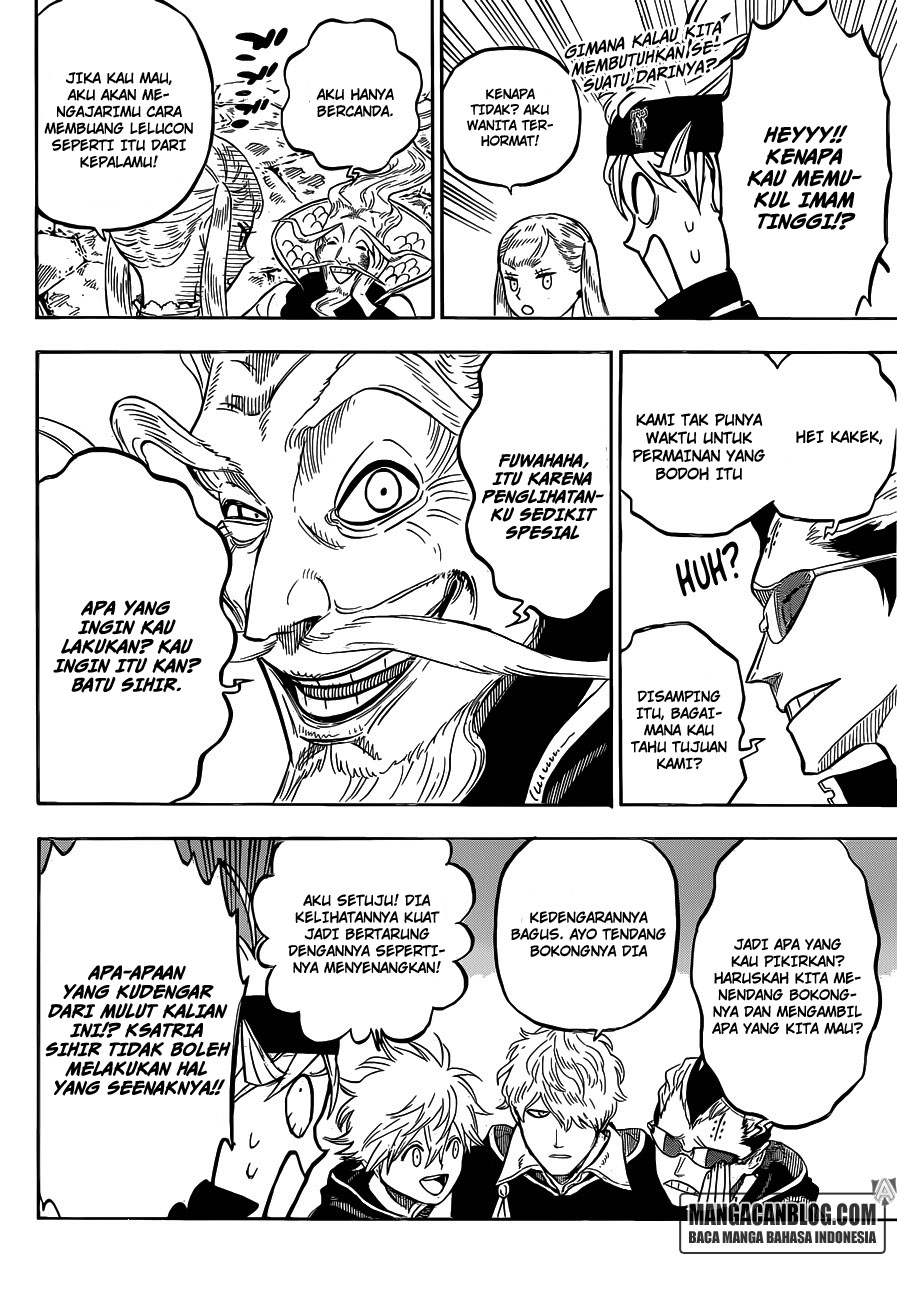 HEYYY!!
KENAPA
KAU MEMU-
KUL IMAM
TINGGI!?
GIMANA KALAU KITA
MEMBUTUHKAN SE-
SUATU DARINYA?
KENAPA
TIDAK? AKU
WANITA TER-
HORMAT!
AKU HANYA
BERCANDA.
JIKA KAU MAU,
AKU AKAN ME-
NGAJARIMU CARA
MEMBUANG LELUCON
SEPERTI ITU DARI
KEPALAMU!
HEI KAKEK,
KAMI TAK PUNYA
WAKTU UNTUK
PERMAINAN YANG
BODOH ITU
HUH?
DISAMPING
ITU, BAGAI-
MANA KAU
TAHU TUJUAN
KAMI?
FUWAHAHA,
ITU KARENA
PENGLIHATAN-
KU SEDIKIT
SPESIAL
APA YANG
INGIN KAU
LAKUKAN? KAU
INGIN ITU KAN?
BATU SIHIR.
JADI APA YANG
KAU PIKIRKAN?
HARUSKAH KITA ME-
NENDANG BOKONG-
NYA DAN MENGAMBIL
APA YANG KITA MAU?
KEDENGARANNYA
BAGUS. AYO TENDANG
BOKONGNYA DIA
AKU SETUJU! DIA
KELIHATANNYA KUAT
JADI BERTARUNG
DENGANNYA SEPERTI-
NYA MENYENANGKAN!
APA-APAAN
YANG KUDENGAR
DARI MULUT KALIAN
INI!? KSATRIA
SIHIR TIDAK BOLEH
MELAKUKAN HAL
YANG SEENAKNYA!!
MANGACANBLOG.COM
BACA MANGA BAHASA INDONESIA